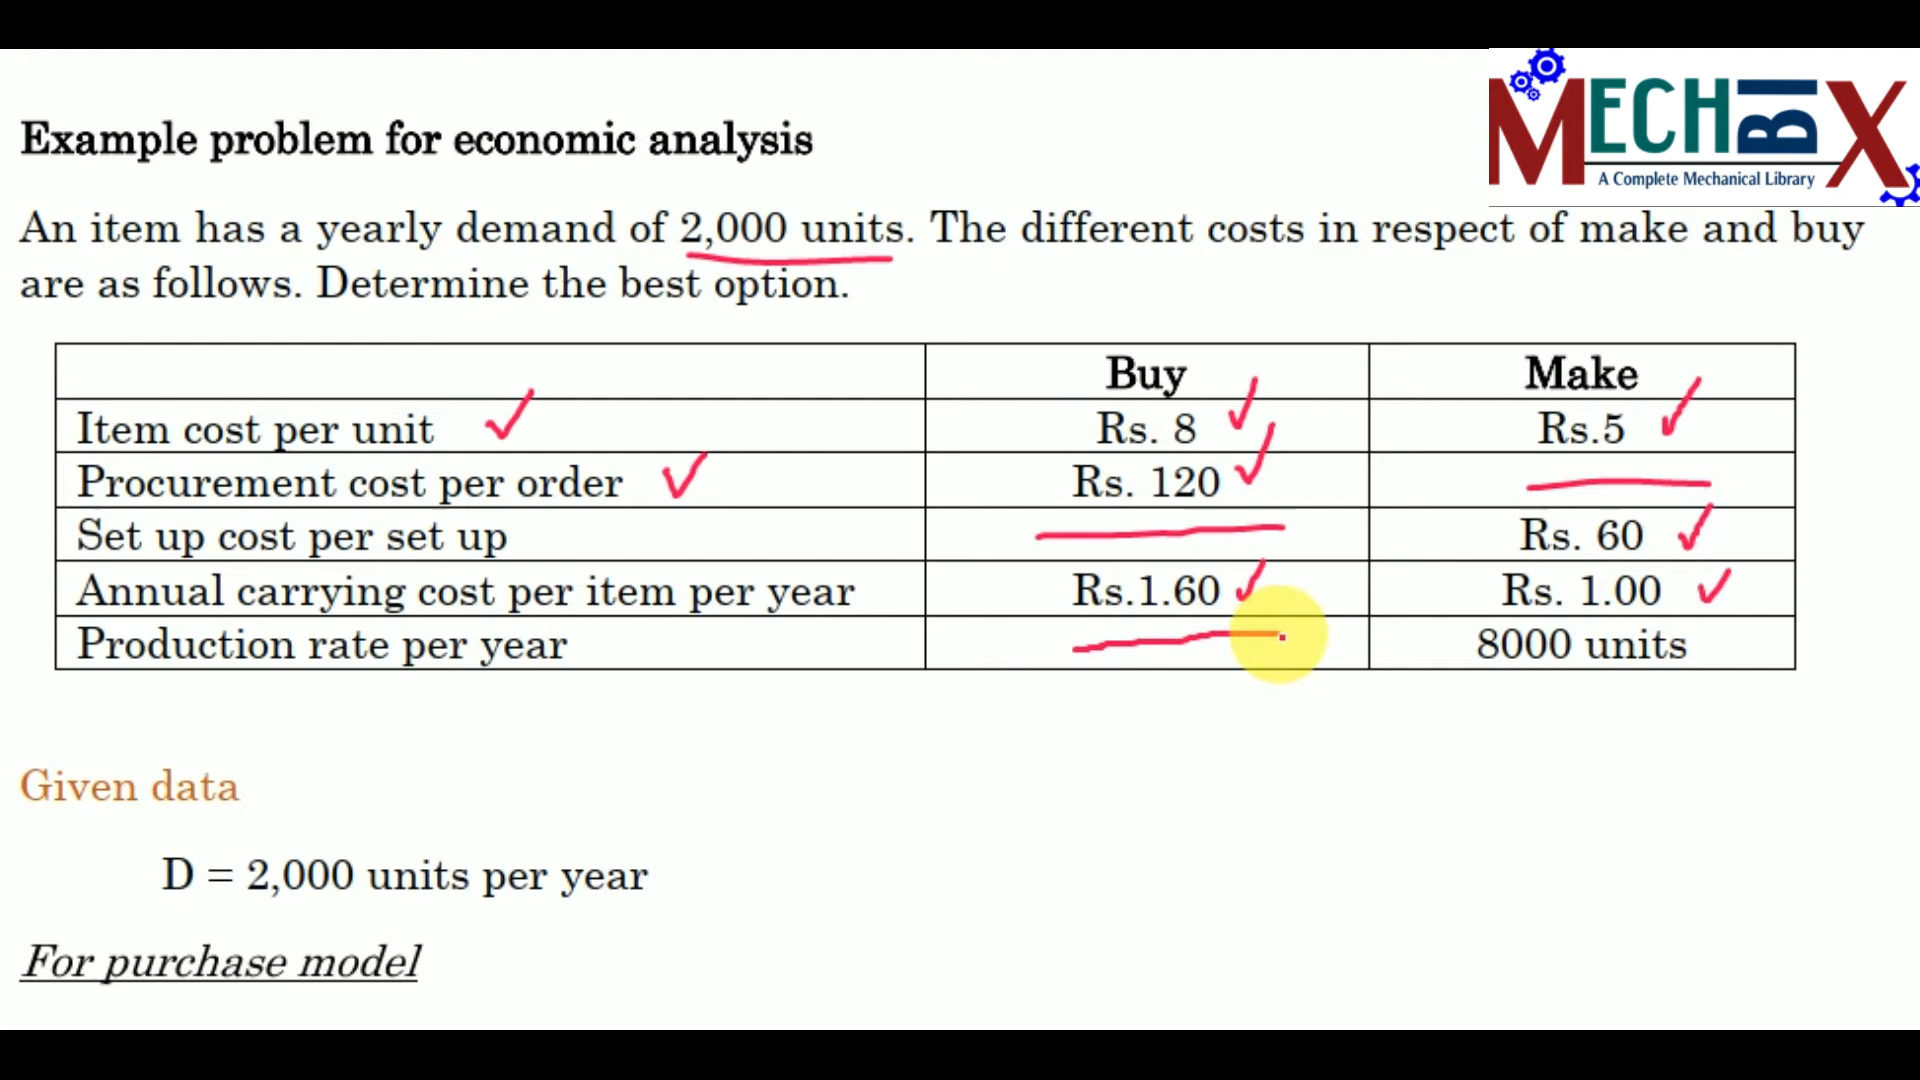 MECHBIX
A Complete Mechanical Library
Example problem for economic analysis
An item has a yearly demand of 2,000 units. The different costs in respect of make and buy
are as follows. Determine the best option.
Buy Make
Item cost per unit Rs. 8 Rs.5
Procurement cost per order Rs. 120
Set up cost per set up Rs. 60
Annual carrying cost per item per year Rs.1.60 Rs. 1.00
Production rate per year 8000 units
Given data
D = 2,000 units per year
For purchase model